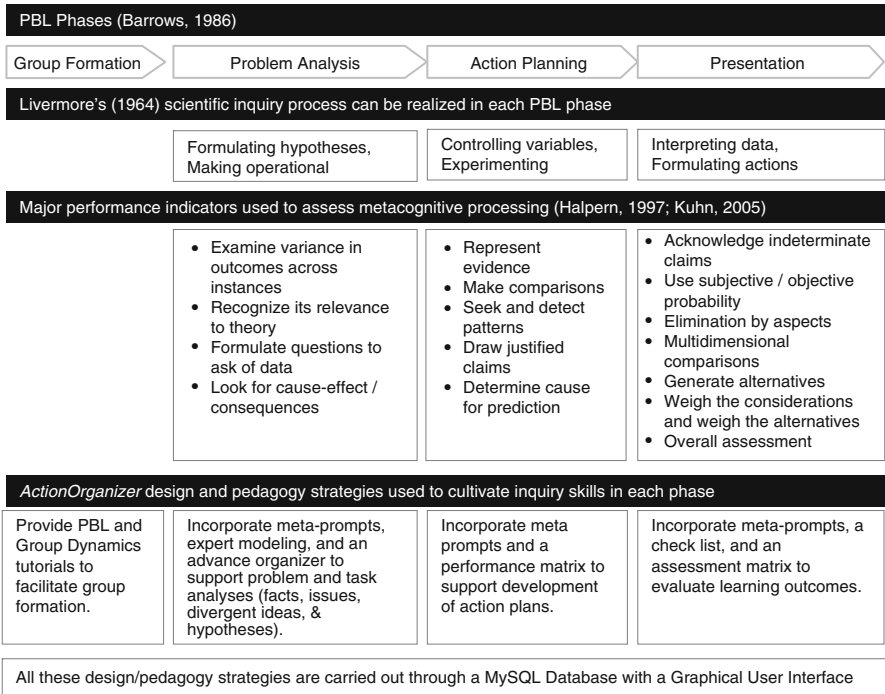 PBL Phases (Barrows, 1986)
Group Formation
Problem Analysis
Action Planning
Presentation
Livermore's (1964) scientific inquiry process can be realized in each PBL phase
Formulating hypotheses,
Making operational
Controlling variables,
Experimenting
Interpreting data,
Formulating actions
Major performance indicators used to assess metacognitive processing (Halpern, 1997; Kuhn, 2005)
• Examine variance in
outcomes across
instances
• Recognize its relevance
to theory
• Formulate questions to
ask of data
• Look for cause-effect /
consequences
• Represent
evidence
• Make comparisons
• Seek and detect
patterns
• Draw justified
claims
• Determine cause
for prediction
• Acknowledge indeterminate
claims
• Use subjective / objective
probability
• Elimination by aspects
• Multidimensional
comparisons
• Generate alternatives
• Weigh the considerations
and weigh the alternatives
• Overall assessment
ActionOrganizer design and pedagogy strategies used to cultivate inquiry skills in each phase
Provide PBL and
Group Dynamics
tutorials to
facilitate group
formation.
Incorporate meta-prompts,
expert modeling, and an
advance organizer to
support problem and task
analyses (facts, issues,
divergent ideas, &
hypotheses).
Incorporate meta
prompts and a
performance matrix to
support development
of action plans.
Incorporate meta-prompts, a
check list, and an
assessment matrix to
evaluate learning outcomes.
All these design/pedagogy strategies are carried out through a MySQL Database with a Graphical User Interface